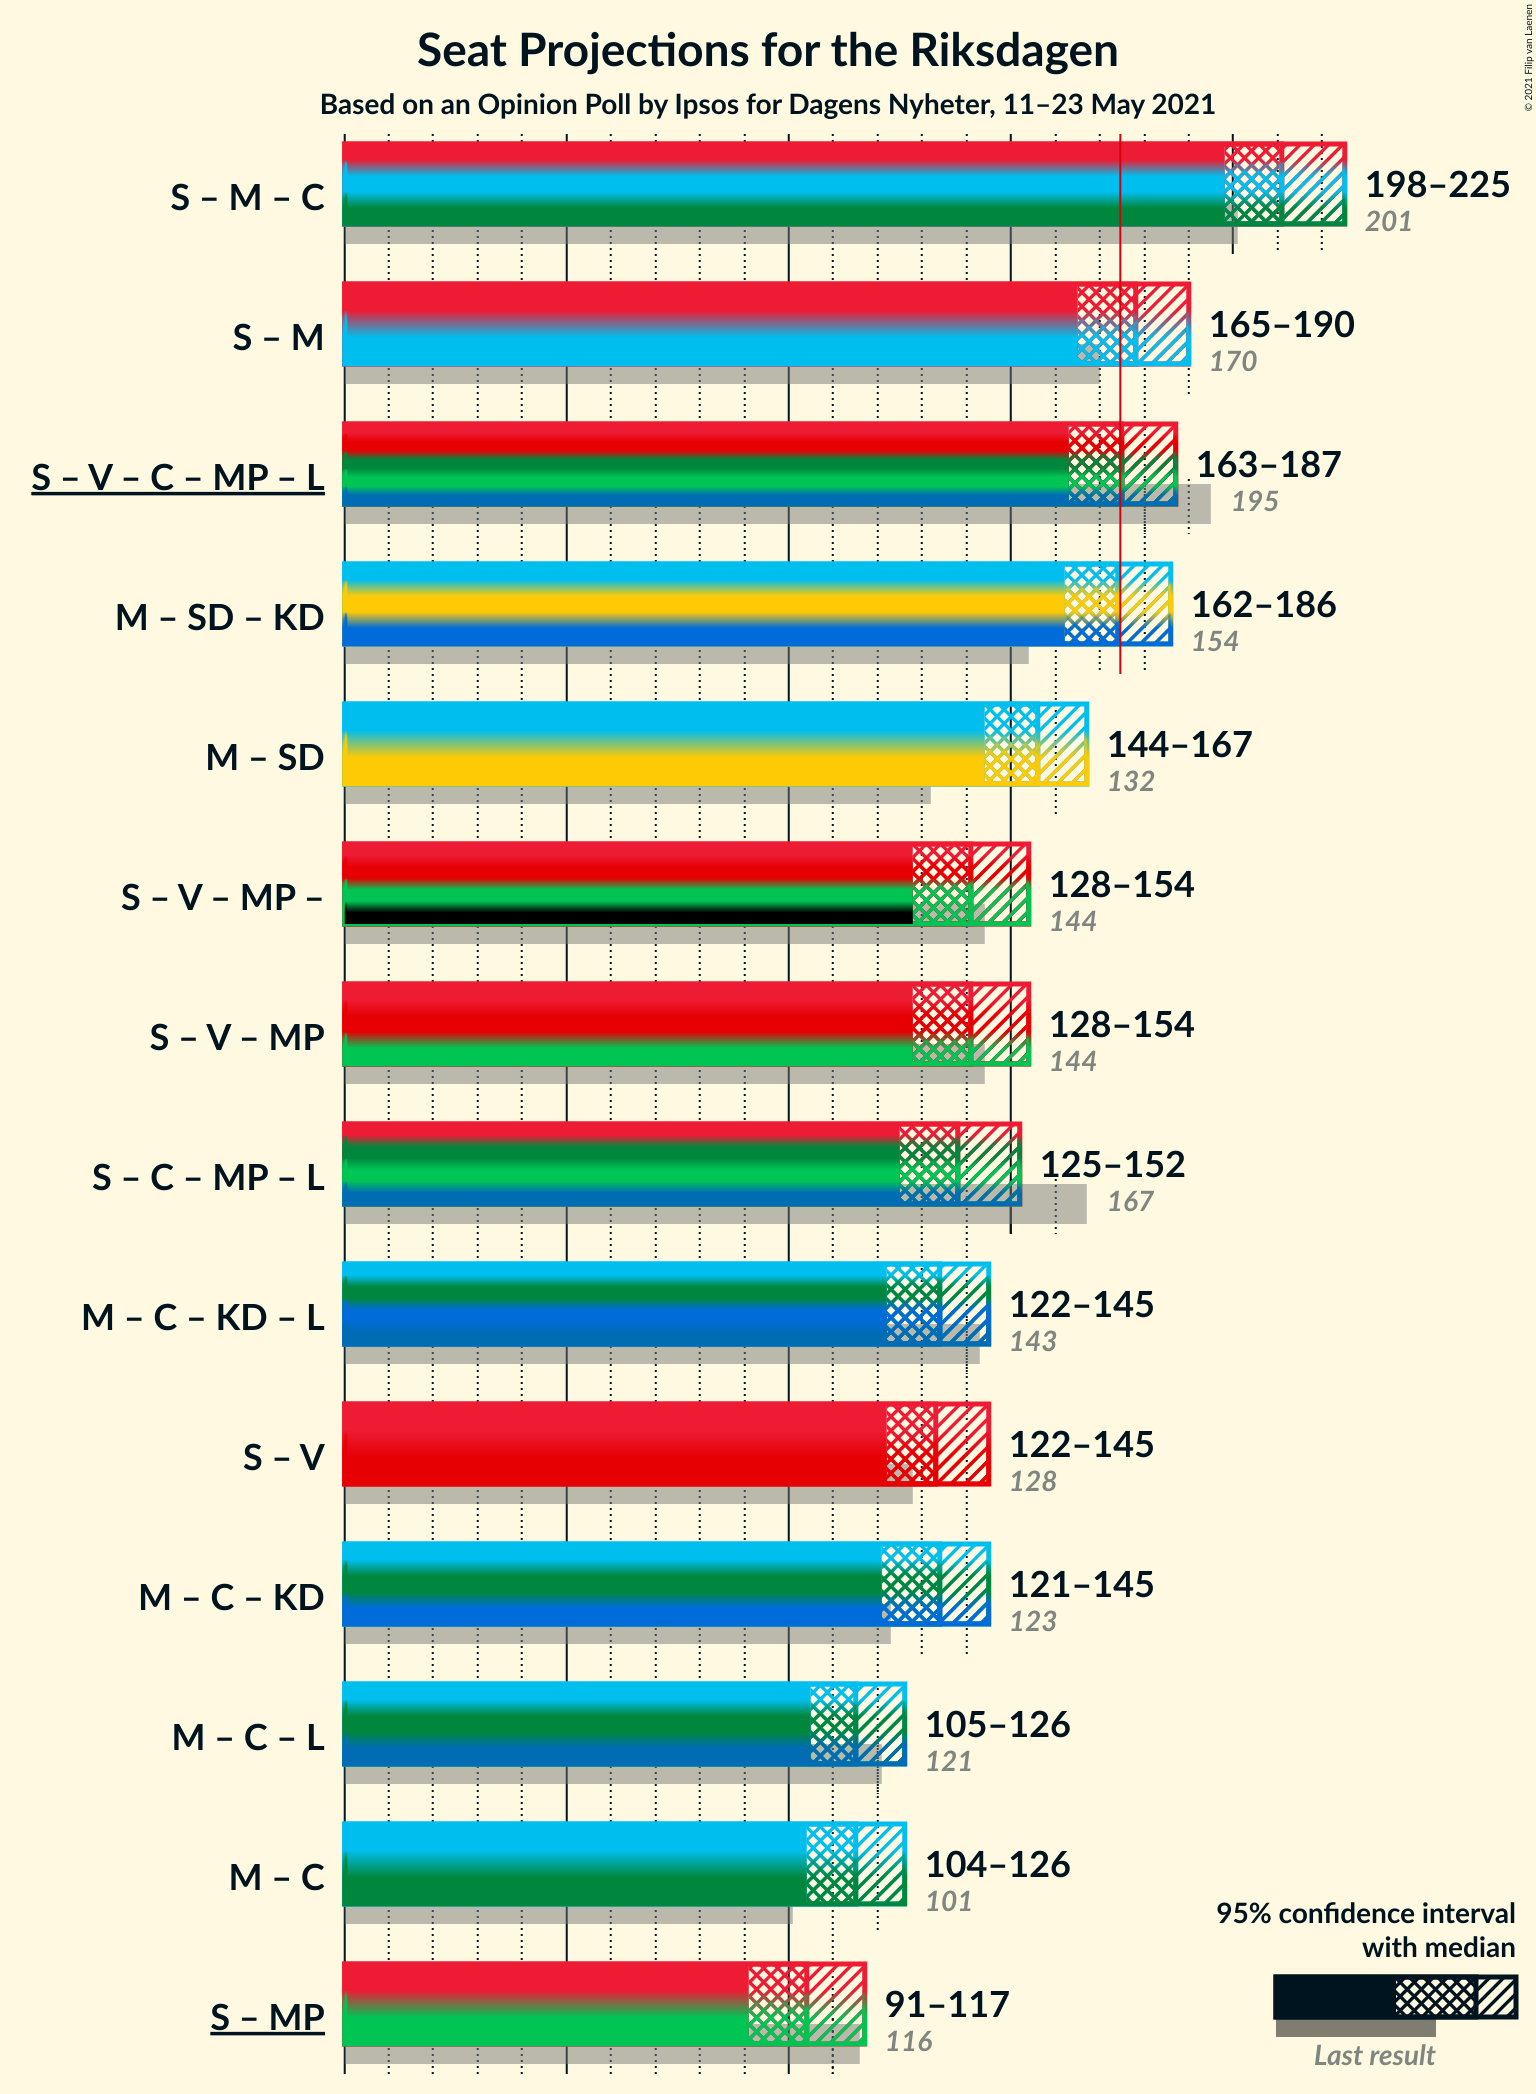 Seat Projections for the Riksdagen
Based on an Opinion Poll by Ipsos for Dagens Nyheter, 11–23 May 2021
© 2021 Filip van Laenen
S – M – C
198–225
201
S – M
165–190
170
S – V – C – MP – L
163–187
195
M – SD – KD
162–186
154
M – SD
144–167
132
S – V – MP –
128–154
144
S – V – MP
128–154
144
S – C – MP – L
125–152
167
M – C – KD – L
122–145
143
S – V
122–145
128
M – C – KD
121–145
123
M – C – L
105–126
121
M – C
104–126
101
S – MP
91–117
116
95% confidence interval
with median
Last result